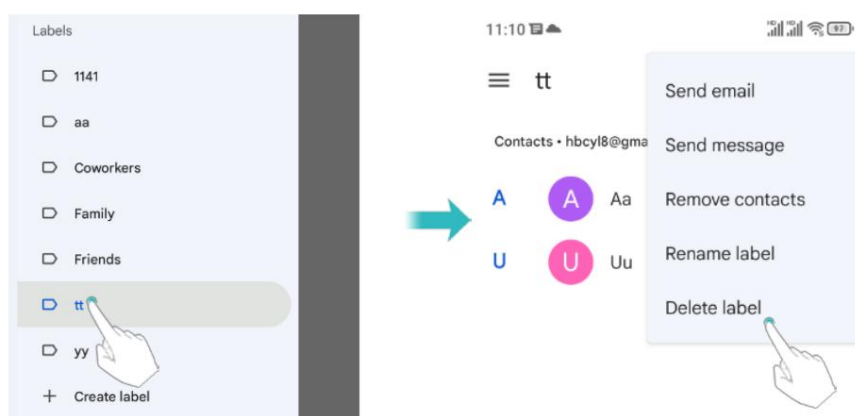 Labels
1141
aa
Coworkers
Family
Friends
tt
yy
+ Create label
11:10
92
tt
Send email
Contacts • hbcyl8@gma
Send message
A
A Aa
Remove contacts
U
U Uu
Rename label
Delete label